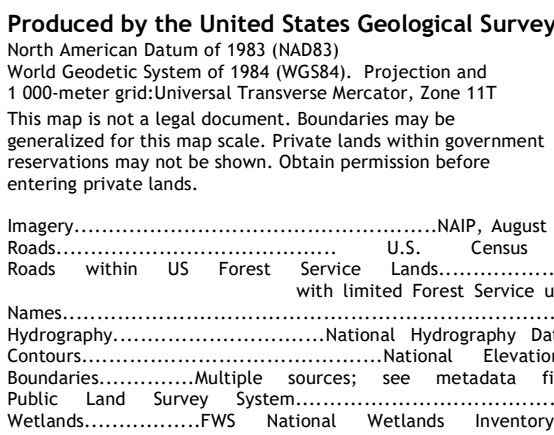 Produced by the United States Geological Survey
North American Datum of 1983 (NAD83)
World Geodetic System of 1984 (WGS84). Projection and
1 000-meter grid:Universal Transverse Mercator, Zone 11T
This map is not a legal document. Boundaries may be
generalized for this map scale. Private lands within government
reservations may not be shown. Obtain permission before
entering private lands.
Imagery.....................................................NAIP, August
Roads......................................... U.S. Census
Roads within US Forest Service Lands.................
with limited Forest Service
Names........................................................................
Hydrography...............................National Hydrography
Contours............................................National
Boundaries..............Multiple sources; see metadata
Public Land Survey System......................................
Wetlands.................FWS National Wetlands Inventory